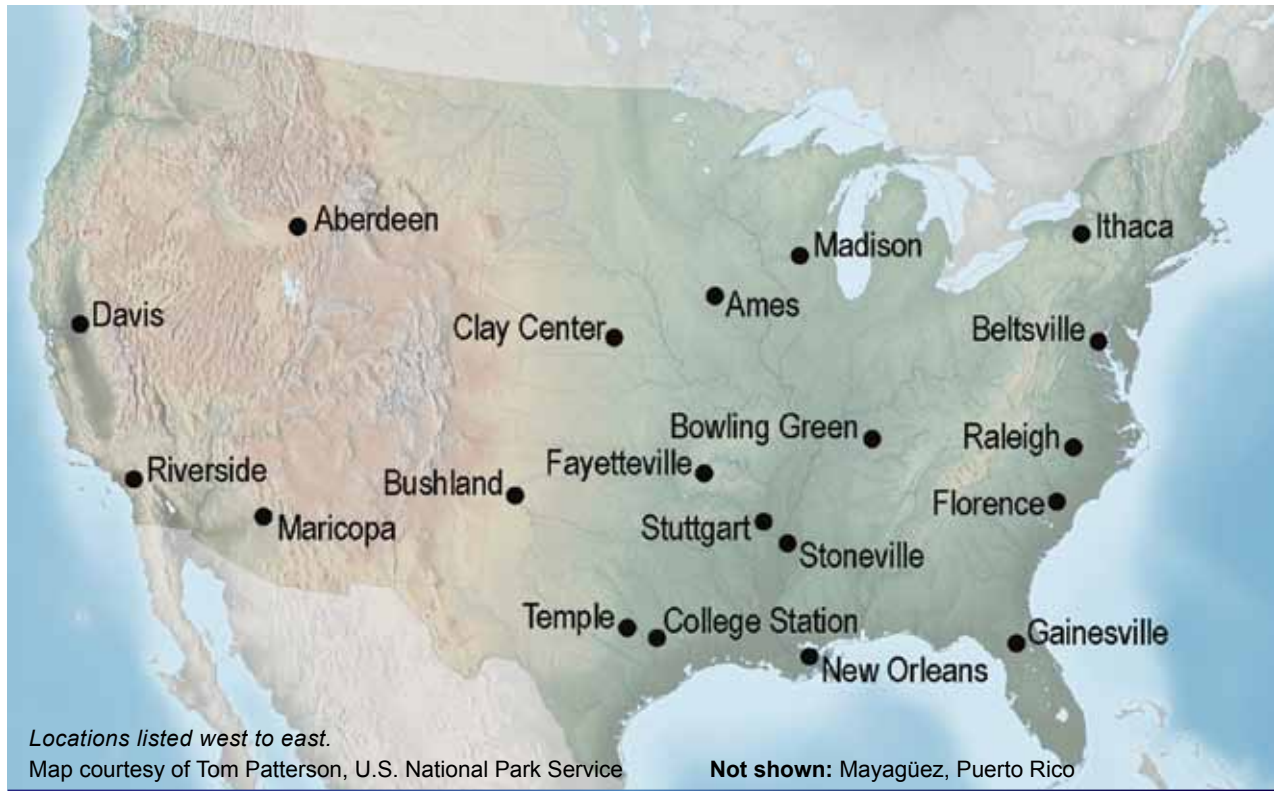 Aberdeen
Ithaca
Madison
Ames
Davis
Clay Center
Beltsville
Bowling Green
Raleigh
Fayetteville
Riverside
Bushland
Florence
Maricopa
Stuttgart
Stoneville
Temple
College Station
Gainesville
New Orleans
Locations listed west to east.
Map courtesy of Tom Patterson, U.S. National Park Service
Not shown: Mayagüez, Puerto Rico